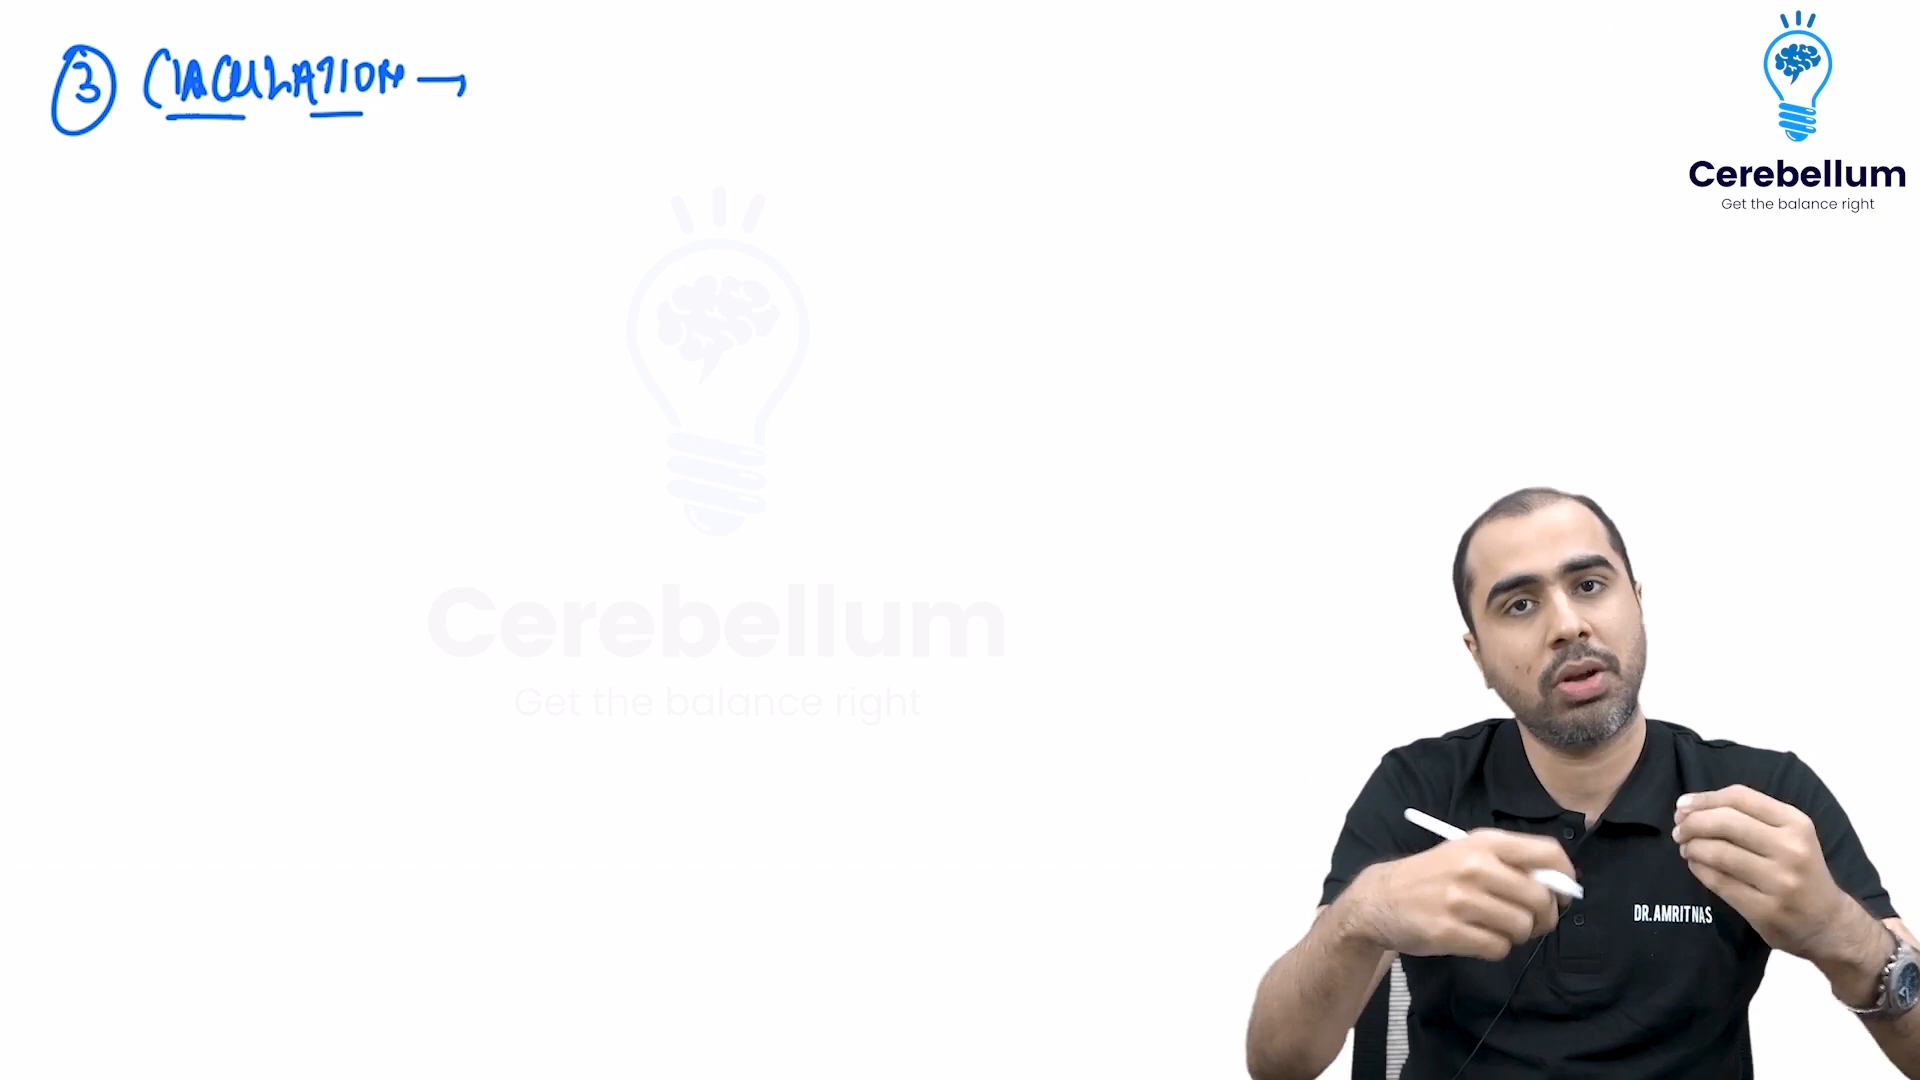 ③ CIRCULATION →
Cerebellum
Get the balance right
Cerebellum
Get the balance right
DR. AMRIT NAS